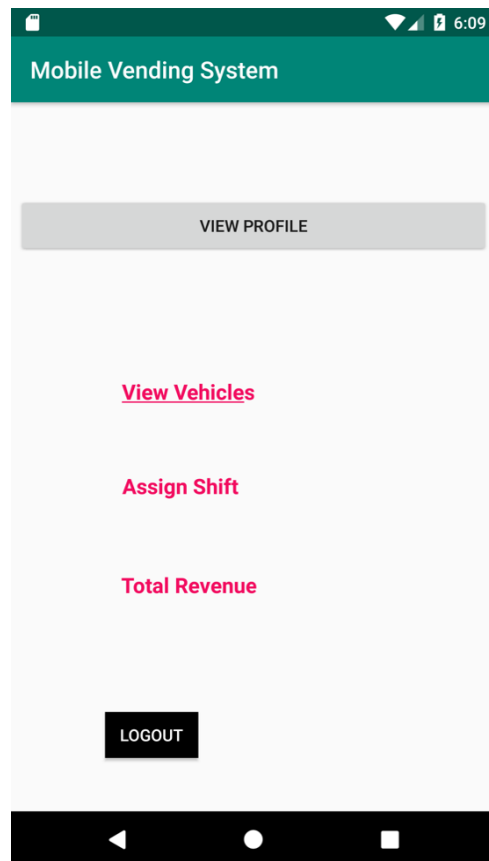 6:09
Mobile Vending System
VIEW PROFILE
View Vehicles
Assign Shift
Total Revenue
LOGOUT